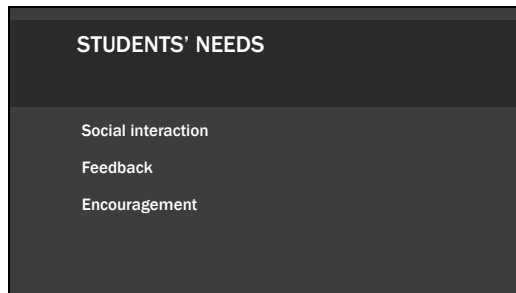 STUDENTS’ NEEDS
Social interaction
Feedback
Encouragement